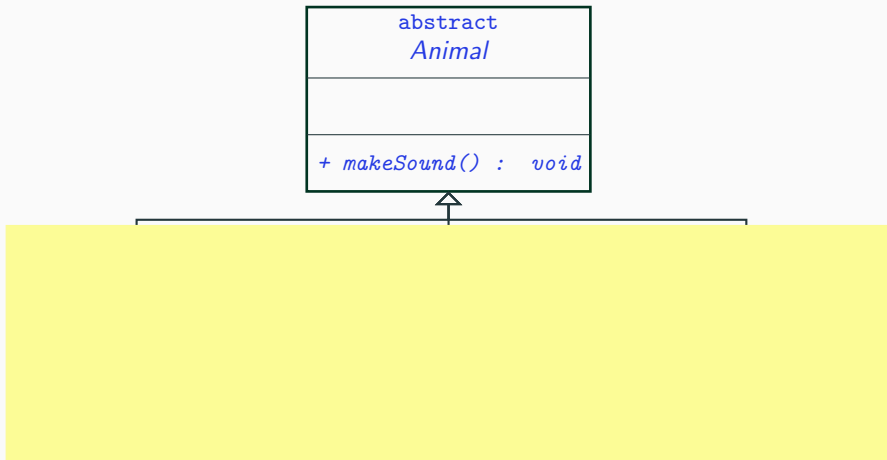 abstract
Animal
+ makeSound() : void